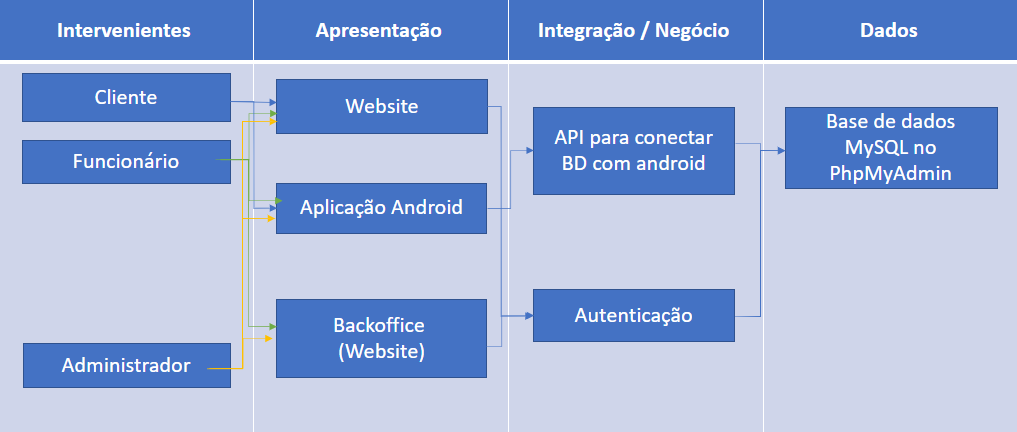 Intervenientes
Apresentação
Integração / Negócio
Dados
Cliente
Funcionário
Administrador
Website
Aplicação Android
Backoffice
(Website)
API para conectar
BD com android
Autenticação
Base de dados
MySQL no
PhpMyAdmin